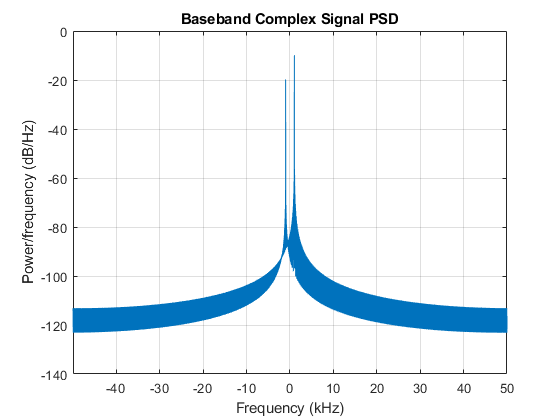 Baseband Complex Signal PSD
0
-20
-40
-60
-80
-100
-120
-140
Power/frequency (dB/Hz)
-40 -30 -20 -10 0 10 20 30 40 50
Frequency (kHz)